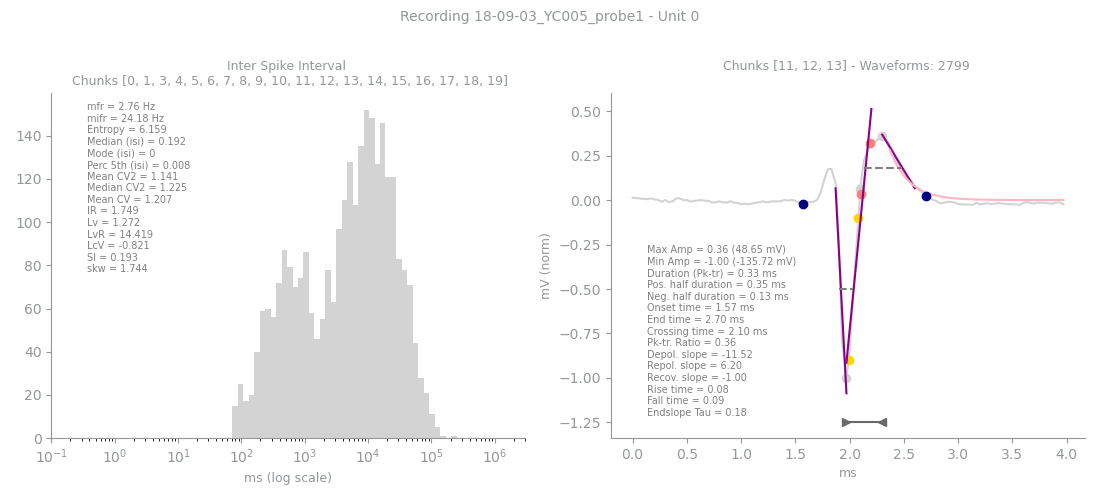 Recording 18-09-03_YC005_probe1 - Unit 0
Inter Spike Interval
Chunks [0, 1, 3, 4, 5, 6, 7, 8, 9, 10, 11, 12, 13, 14, 15, 16, 17, 18, 19]
mfr = 2.76 Hz
mifr = 24.18 Hz
Entropy = 6.159
Median (isi) = 0.192
Mode (isi) = 0
Perc 5th (isi) = 0.008
Mean CV2 = 1.141
Median CV2 = 1.225
Mean CV = 1.207
IR = 1.749
Lv = 1.272
LvR = 14.419
LcV = -0.821
SI = 0.193
skw = 1.744
140
120
100
80
60
40
20
0
10⁻¹ 10⁰ 10¹ 10² 10³ 10⁴ 10⁵ 10⁶
ms (log scale)
Chunks [11, 12, 13] - Waveforms: 2799
mV (norm)
0.50
0.25
0.00
−0.25
−0.50
−0.75
−1.00
−1.25
Max Amp = 0.36 (48.65 mV)
Min Amp = -1.00 (-135.72 mV)
Duration (Pk-tr) = 0.33 ms
Pos. half duration = 0.35 ms
Neg. half duration = 0.13 ms
Onset time = 1.57 ms
End time = 2.70 ms
Crossing time = 2.10 ms
Pk-tr. Ratio = 0.36
Depol. slope = -11.52
Repol. slope = 6.20
Recov. slope = -1.00
Rise time = 0.08
Fall time = 0.09
Endslope Tau = 0.18
0.0 0.5 1.0 1.5 2.0 2.5 3.0 3.5 4.0
ms